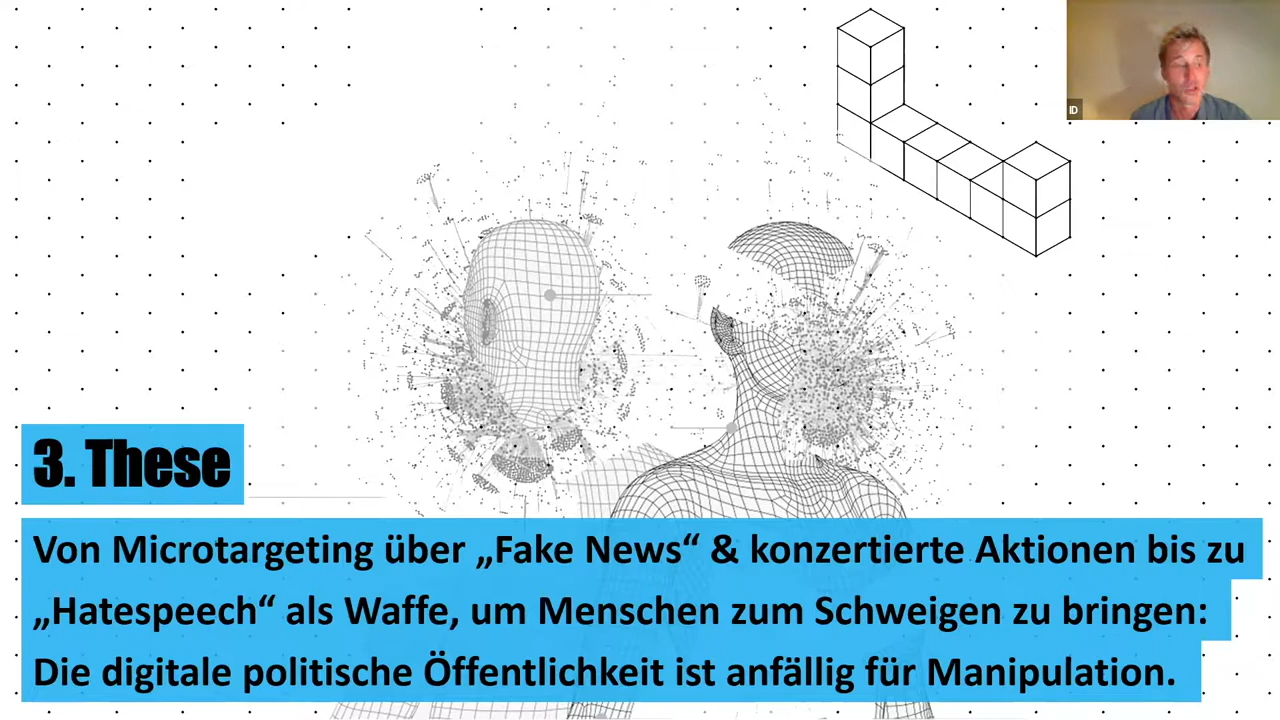 ID
3. These
Von Microtargeting über „Fake News“ & konzertierte Aktionen bis zu
„Hatespeech“ als Waffe, um Menschen zum Schweigen zu bringen:
Die digitale politische Öffentlichkeit ist anfällig für Manipulation.